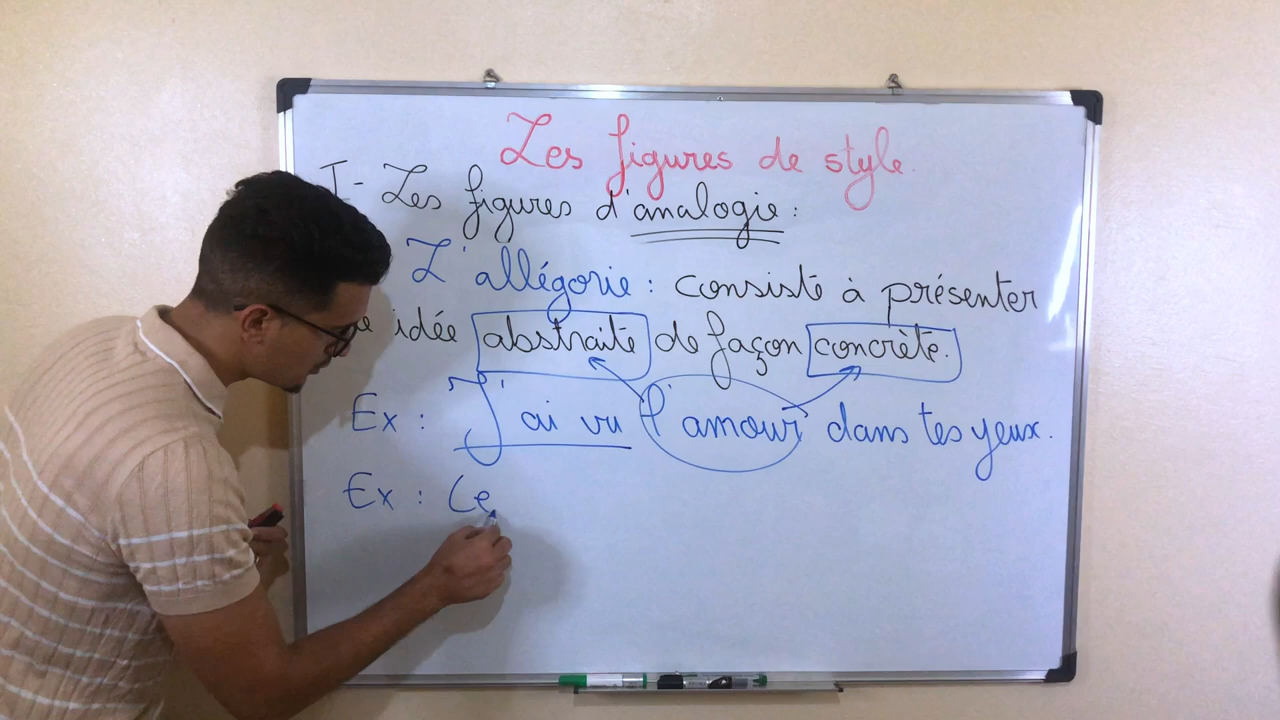 Les figures de style.
I- Les figures d'analogie :
L'allégorie : consiste à présenter
idée abstraite de façon concrète.
Ex : J'ai vu l'amour dans tes yeux.
Ex : Ce